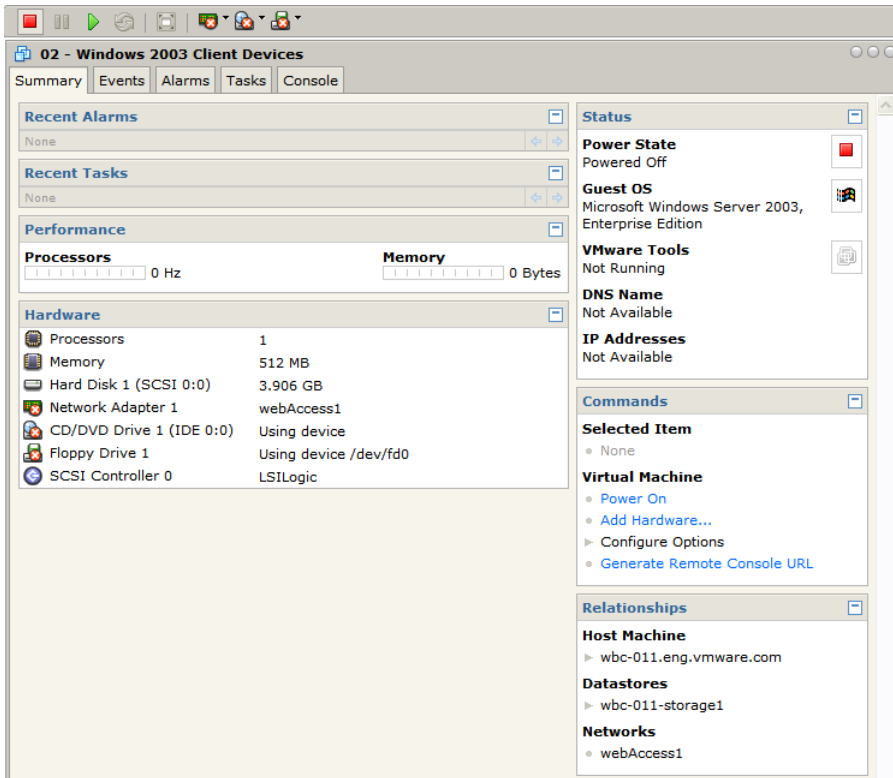 02 - Windows 2003 Client Devices
Summary Events Alarms Tasks Console
Recent Alarms
None
Recent Tasks
None
Performance
Processors
0 Hz
Memory
0 Bytes
Hardware
Processors 1
Memory 512 MB
Hard Disk 1 (SCSI 0:0) 3.906 GB
Network Adapter 1 webAccess1
CD/DVD Drive 1 (IDE 0:0) Using device
Floppy Drive 1 Using device /dev/fd0
SCSI Controller 0 LSILogic
Status
Power State
Powered Off
Guest OS
Microsoft Windows Server 2003,
Enterprise Edition
VMware Tools
Not Running
DNS Name
Not Available
IP Addresses
Not Available
Commands
Selected Item
None
Virtual Machine
Power On
Add Hardware...
Configure Options
Generate Remote Console URL
Relationships
Host Machine
wbc-011.eng.vmware.com
Datastores
wbc-011-storage1
Networks
webAccess1